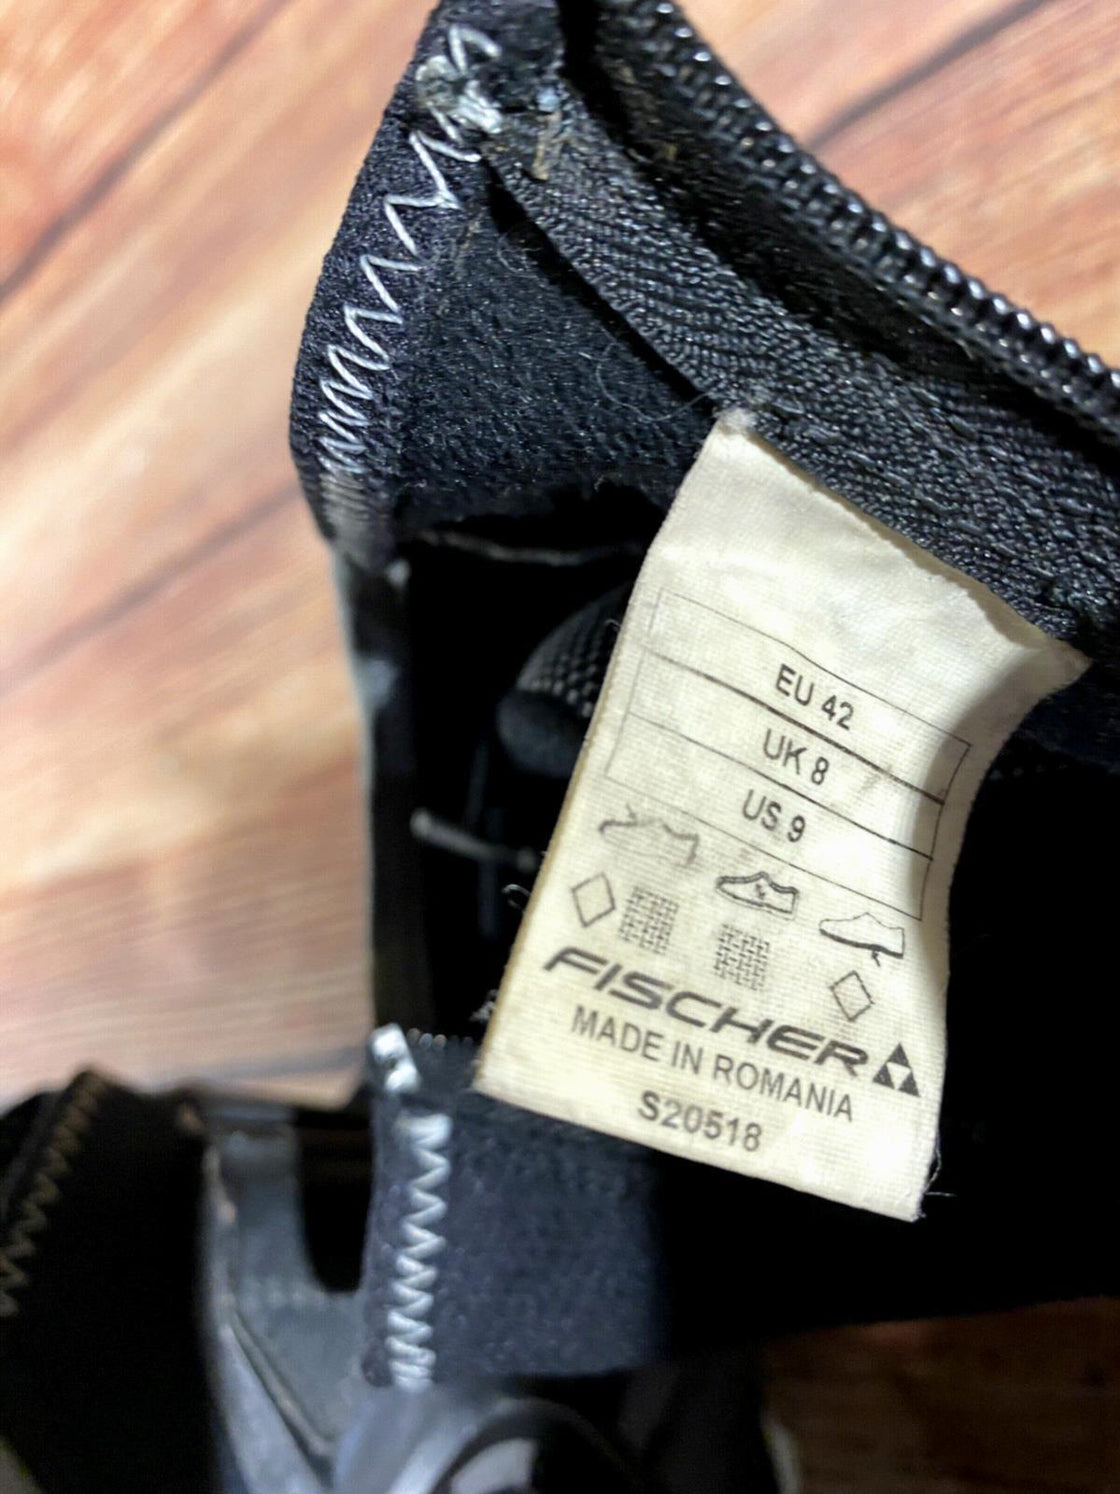 EU 42
UK 8
US 9
FISCHER
MADE IN ROMANIA
S20518